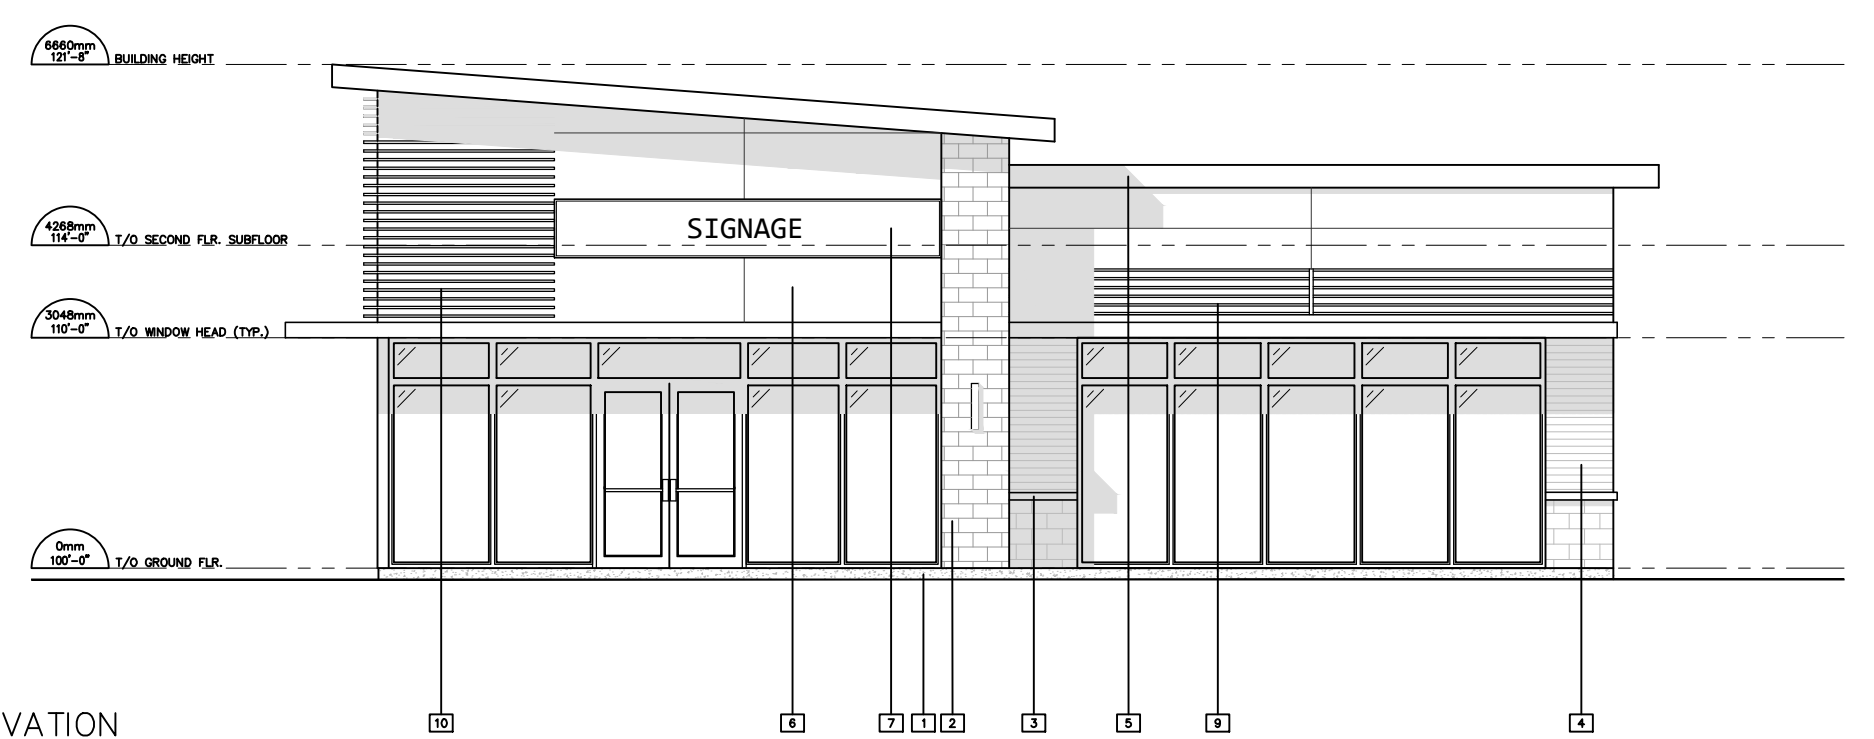 6660mm
121'-8"
BUILDING HEIGHT
SIGNAGE
4268mm
114'-0"
T/O SECOND FLR. SUBFLOOR
3048mm
110'-0"
T/O WINDOW HEAD (TYP.)
0mm
100'-0"
T/O GROUND FLR.
VATION
10 6 7 1 2 3 5 9 4